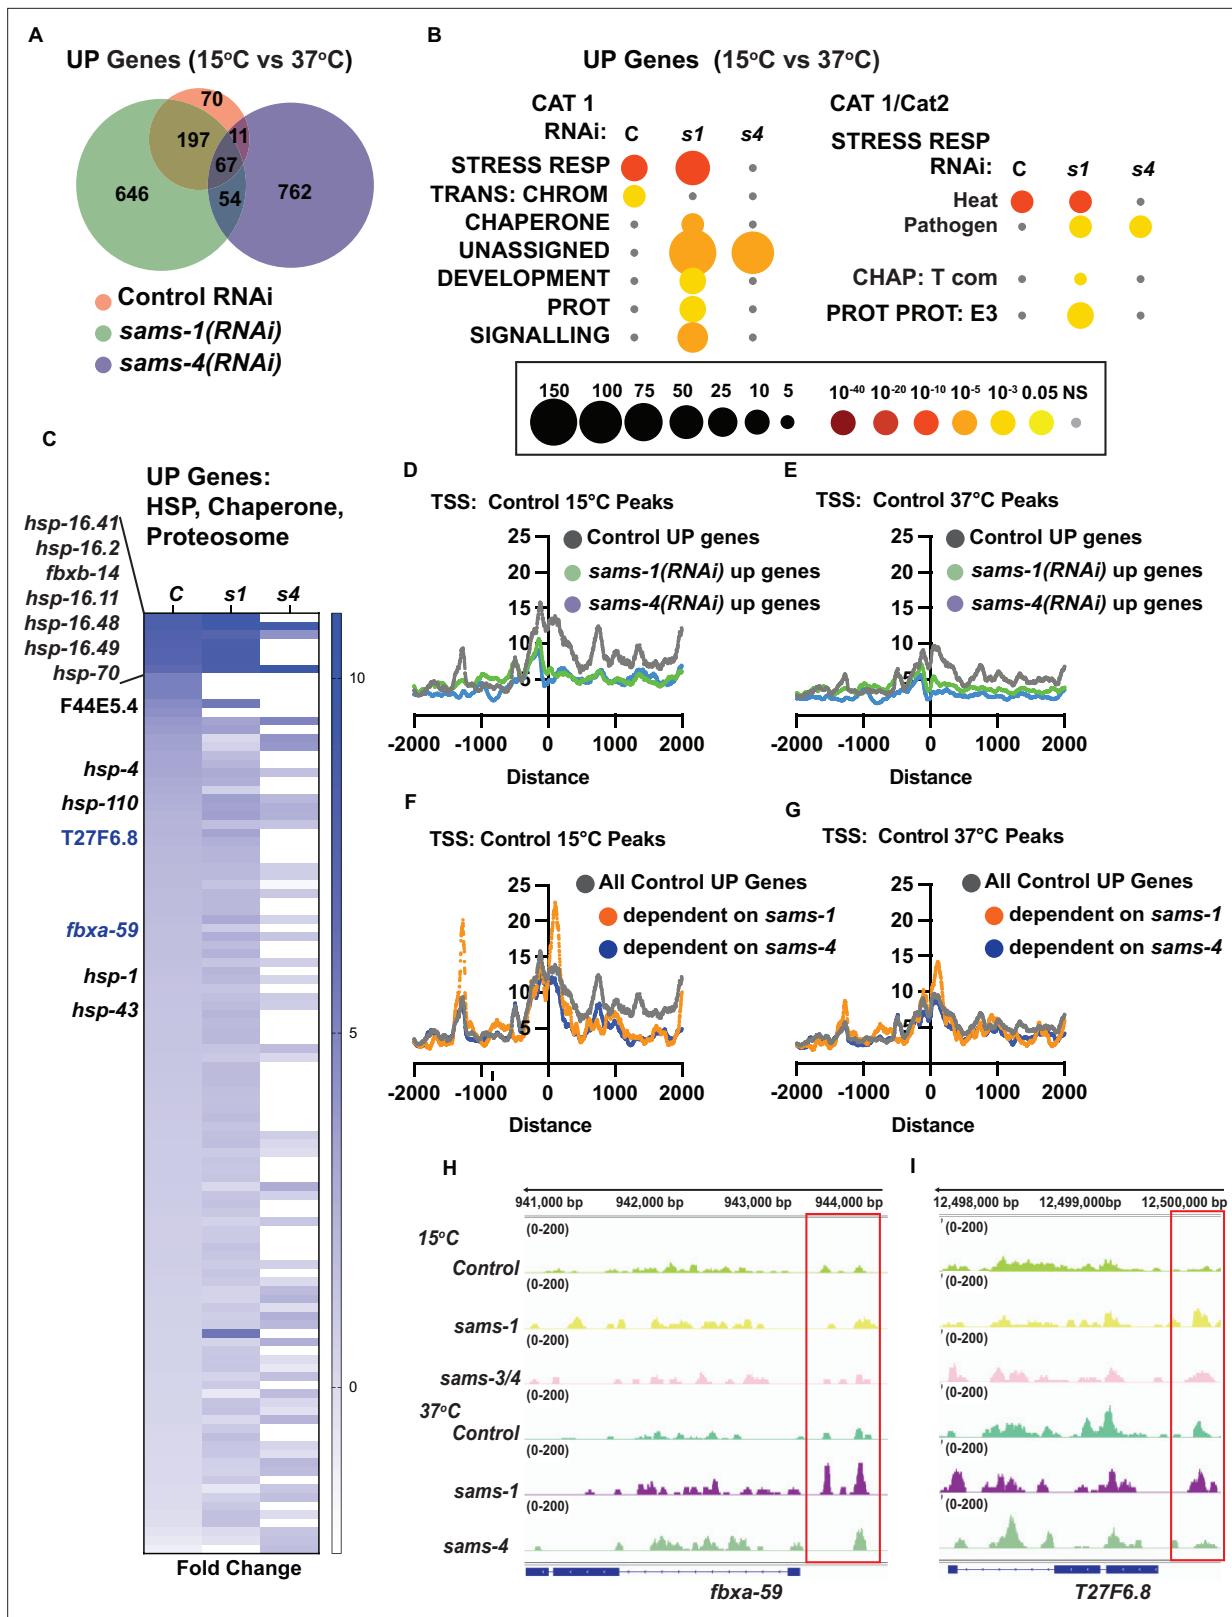 A
UP Genes (15°C vs 37°C)
70
197
11
67
646
54
762
Control RNAi
sams-1(RNAi)
sams-4(RNAi)
B
UP Genes (15°C vs 37°C)
CAT 1
RNAi: C s1 s4
STRESS RESP
TRANS: CHROM
CHAPERONE
UNASSIGNED
DEVELOPMENT
PROT
SIGNALLING
CAT 1/Cat2
STRESS RESP
RNAi: C s1 s4
Heat
Pathogen
CHAP: T com
PROT PROT: E3
150 100 75 50 25 10 5
10⁻⁴⁰ 10⁻²⁰ 10⁻¹⁰ 10⁻⁵ 10⁻³ 0.05 NS
C
UP Genes:
HSP, Chaperone,
Proteosome
hsp-16.41
hsp-16.2
fbxb-14
hsp-16.11
hsp-16.48
hsp-16.49
hsp-70
F44E5.4
hsp-4
hsp-110
T27F6.8
fbxa-59
hsp-1
hsp-43
C s1 s4
10
5
0
Fold Change
D
TSS: Control 15°C Peaks
25
20
15
10
5
Control UP genes
sams-1(RNAi) up genes
sams-4(RNAi) up genes
-2000 -1000 0 1000 2000
Distance
E
TSS: Control 37°C Peaks
25
20
15
10
5
Control UP genes
sams-1(RNAi) up genes
sams-4(RNAi) up genes
-2000 -1000 0 1000 2000
Distance
F
TSS: Control 15°C Peaks
25
20
15
10
5
All Control UP Genes
dependent on sams-1
dependent on sams-4
-2000 -1000 0 1000 2000
Distance
G
TSS: Control 37°C Peaks
25
20
15
10
5
All Control UP Genes
dependent on sams-1
dependent on sams-4
-2000 -1000 0 1000 2000
Distance
H
941,000 bp 942,000 bp 943,000 bp 944,000 bp
15°C
(0-200)
Control
(0-200)
sams-1
(0-200)
sams-3/4
(0-200)
37°C
Control
(0-200)
sams-1
(0-200)
sams-4
fbxa-59
I
12,498,000 bp 12,499,000bp 12,500,000 bp
(0-200)
(0-200)
(0-200)
(0-200)
(0-200)
(0-200)
T27F6.8